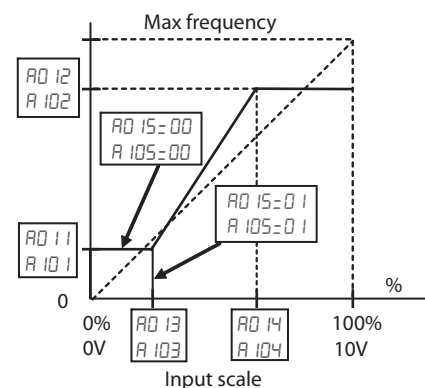 Max frequency
A012
A102
A015=00
A105=00
A015=01
A105=01
A011
A101
%
0
0%
0V
A013
A103
A014
A104
100%
10V
Input scale